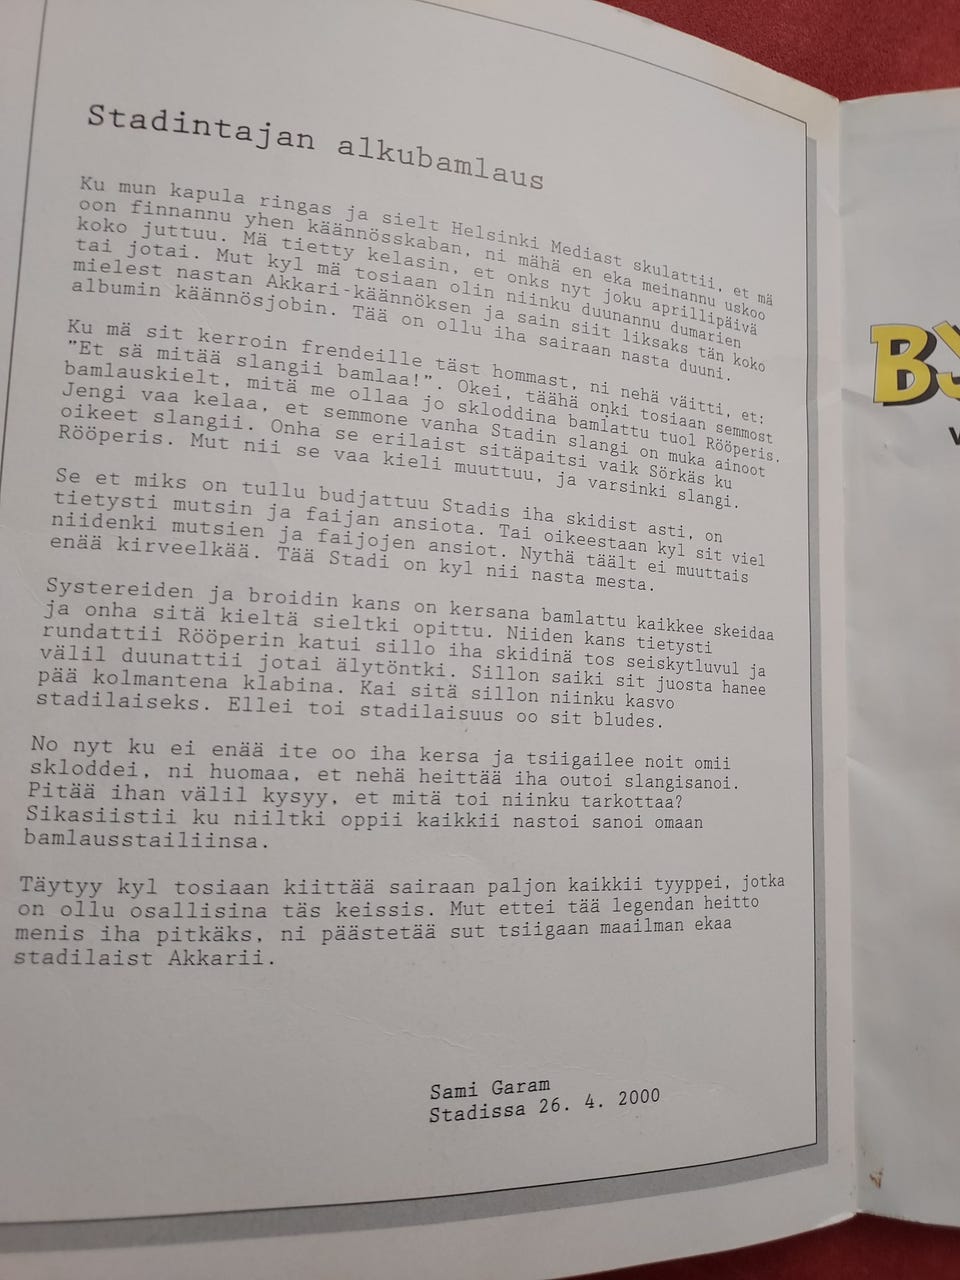 Stadintajan alkubamlaus
Ku mun kapula ringas ja sielt Helsinki Mediast skulattii, et mä
oon finnannu yhen käännösskaban, ni mähä en eka meinannu uskoo
koko juttuu. Mä tietty kelasin, et onks nyt joku aprillipäivä
tai jotai. Mut kyl mä tosiaan olin niinku duunannu dumarien
mielest nastan Akkari-käännöksen ja sain siit liksaks tän koko
albumin käännösjobin. Tää on ollu iha sairaan nasta duuni.
Ku mä sit kerroin frendeille täst hommast, ni nehä väitti, et:
"Et sä mitää slangii bamlaa!". Okei, täähä onki tosiaan semmost
bamlauskielt, mitä me ollaa jo skloddina bamlattu tuol Rööperis.
Jengi vaa kelaa, et semmone vanha Stadin slangi on muka ainoot
oikeet slangii. Onha se erilaist sitäpaitsi vaik Sörkäs ku
Rööperis. Mut nii se vaa kieli muuttuu, ja varsinki slangi.
Se et miks on tullu budjattuu Stadis iha skidist asti, on
tietysti mutsin ja faijan ansiota. Tai oikeestaan kyl sit viel
niidenki mutsien ja faijojen ansiot. Nythä täält ei muuttais
enää kirveelkää. Tää Stadi on kyl nii nasta mesta.
Systereiden ja broidin kans on kersana bamlattu kaikkee skeidaa
ja onha sitä kieltä sieltki opittu. Niiden kans tietysti
rundattii Rööperin katui sillo iha skidinä tos seiskytluvul ja
välil duunattii jotai älytöntki. Sillon saiki sit juosta hanee
pää kolmantena klabina. Kai sitä sillon niinku kasvo
stadilaiseks. Ellei toi stadilaisuus oo sit bludes.
No nyt ku ei enää ite oo iha kersa ja tsiigailee noit omii
skloddei, ni huomaa, et nehä heittää iha outoi slangisanoi.
Pitää ihan välil kysyy, et mitä toi niinku tarkottaa?
Sikasiistii ku niiltki oppii kaikkii nastoi sanoi omaan
bamlausstailiinsa.
Täytyy kyl tosiaan kiittää sairaan paljon kaikkii tyyppei, jotka
on ollu osallisina täs keissis. Mut ettei tää legendan heitto
menis iha pitkäks, ni päästetää sut tsiigaan maailman ekaa
stadilaist Akkarii.
Sami Garam
Stadissa 26. 4. 2000